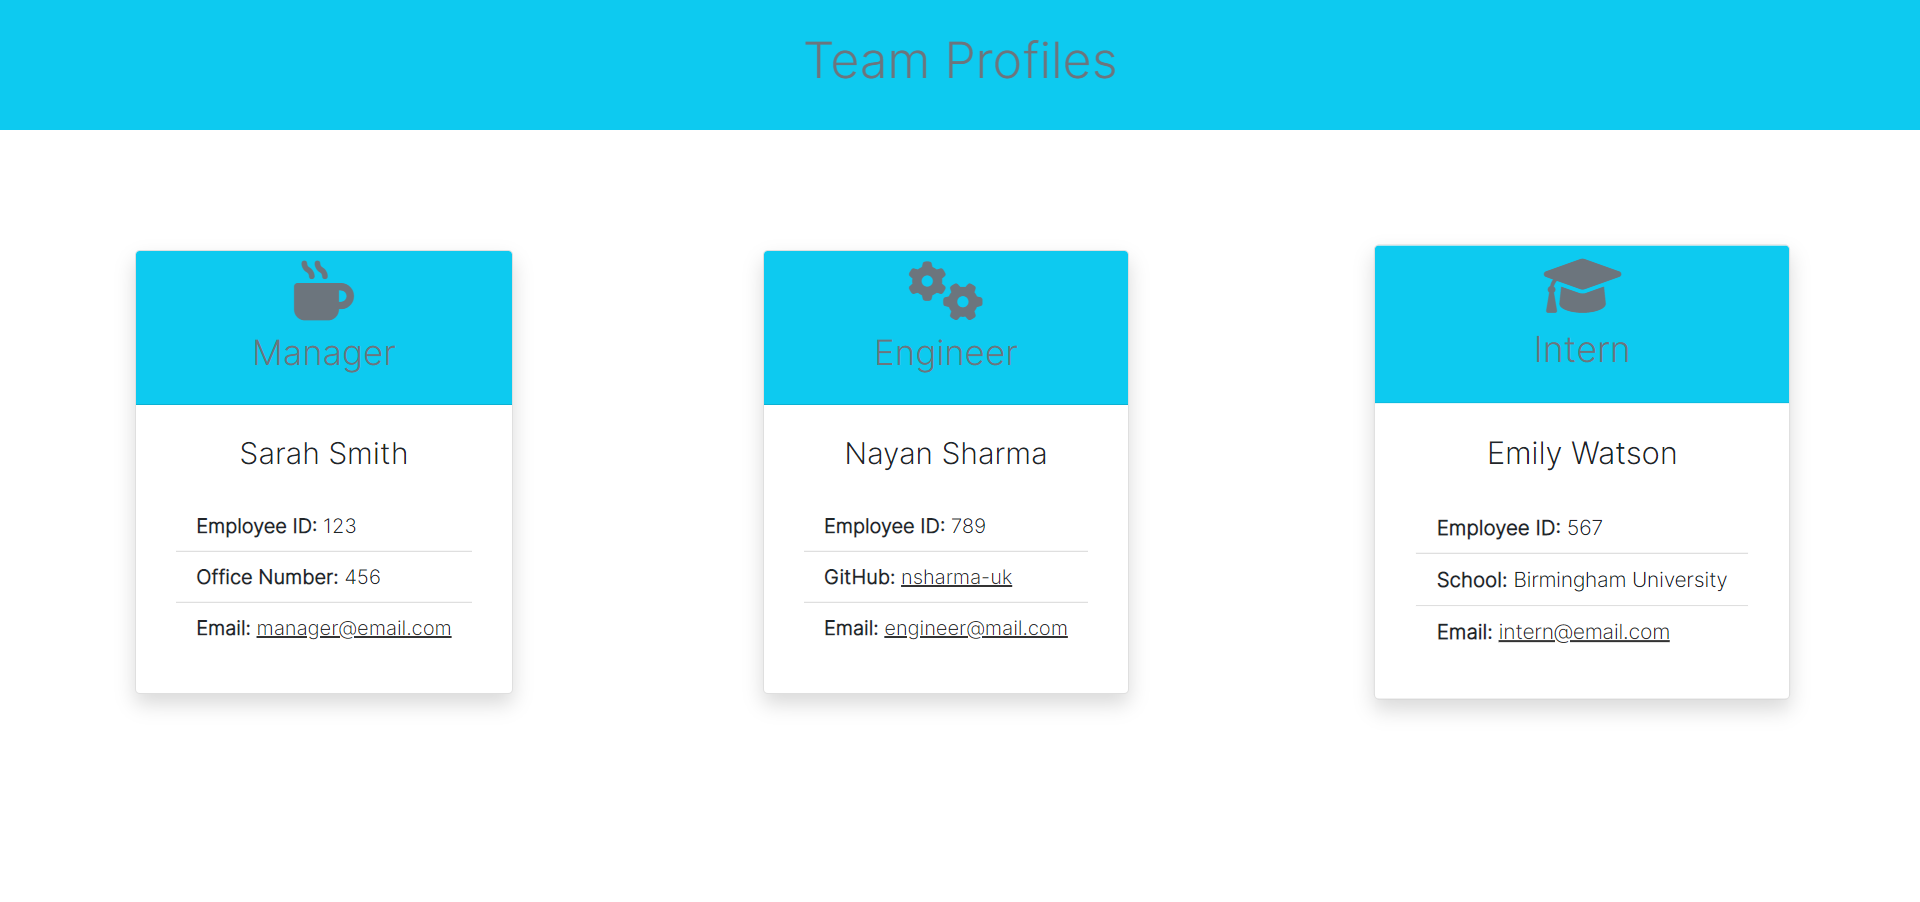 Team Profiles
Manager
Sarah Smith
Employee ID: 123
Office Number: 456
Email: manager@email.com
Engineer
Nayan Sharma
Employee ID: 789
GitHub: nsharma-uk
Email: engineer@mail.com
Intern
Emily Watson
Employee ID: 567
School: Birmingham University
Email: intern@email.com